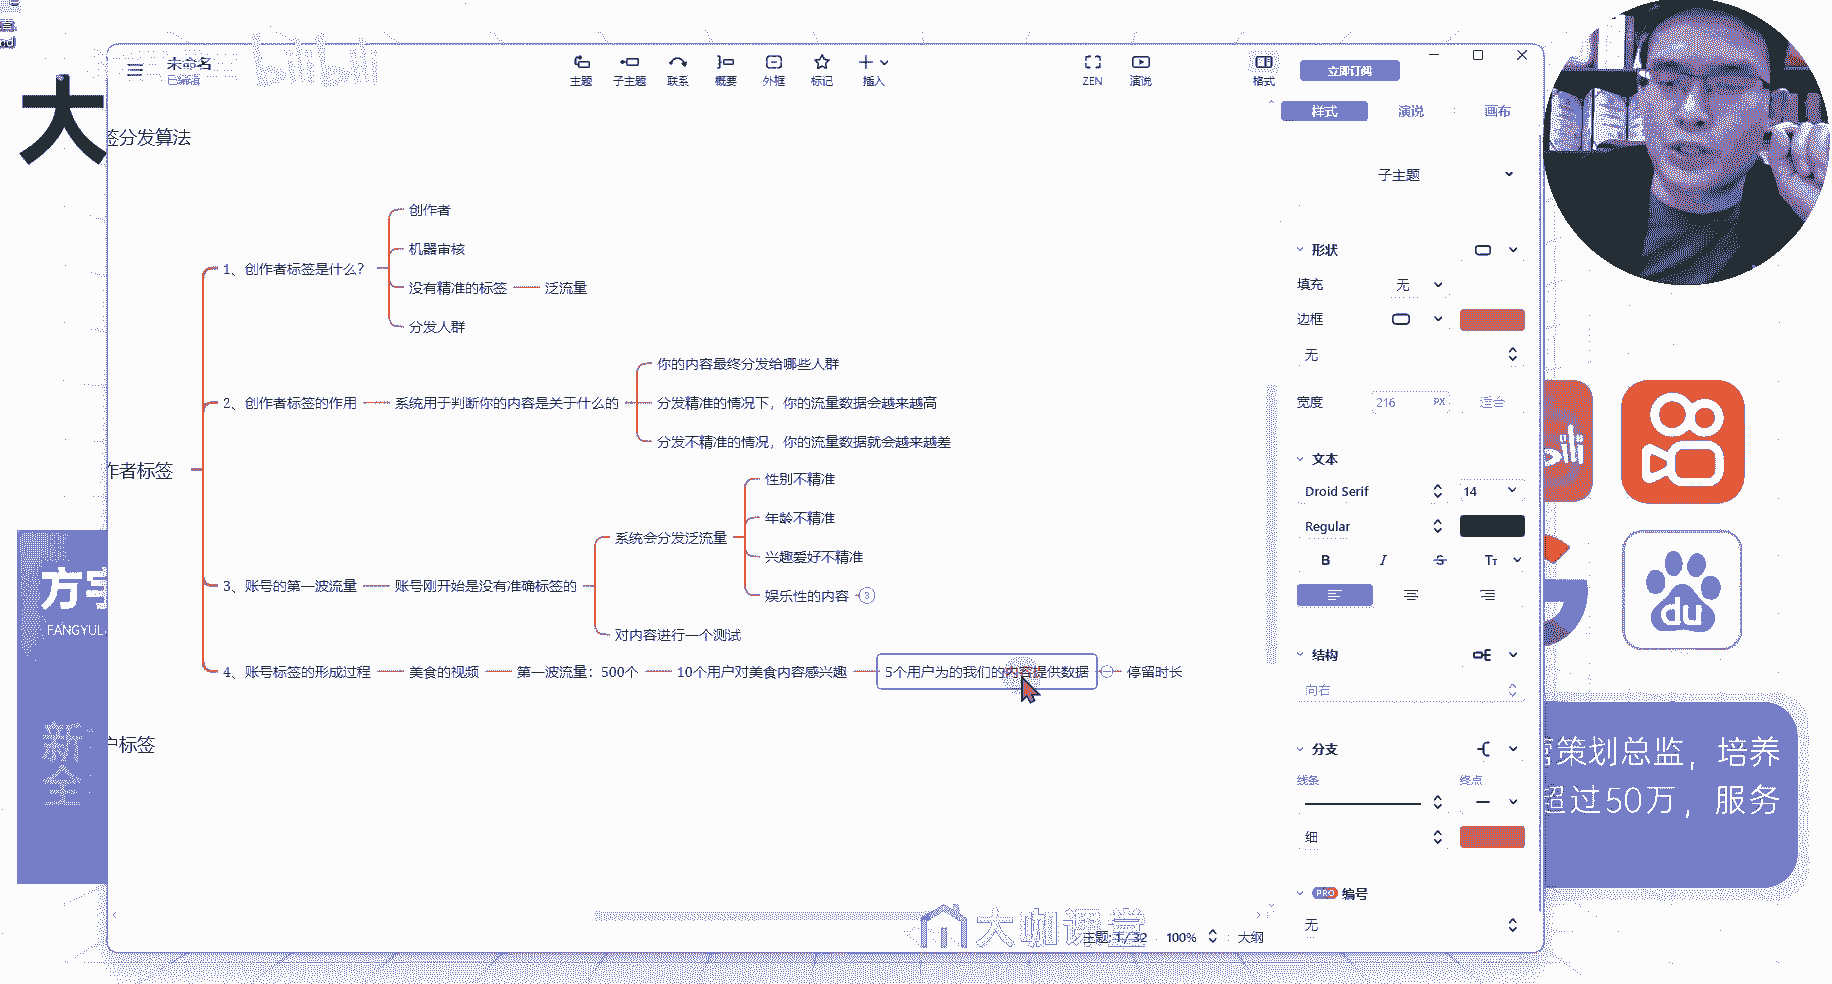 大
未命名
已编辑
bilibili
主题
子主题
联系
概要
外框
标记
插入
ZEN
演说
格式
立即订阅
样式
演说
画布
签分发算法
子主题
创作者
机器审核
1、创作者标签是什么?
没有精准的标签
泛流量
分发人群
形状
填充
无
边框
无
你的内容最终分发给哪些人群
2、创作者标签的作用
系统用于判断你的内容是关于什么的
分发精准的情况下，你的流量数据会越来越高
分发不精准的情况，你的流量数据就会越来越差
宽度
216
PX
适合
作者标签
文本
Droid Serif
14
Regular
B
I
S
TT
性别不精准
年龄不精准
系统会分发泛流量
兴趣爱好不精准
3、账号的第一波流量
账号刚开始是没有准确标签的
娱乐性的内容
3
对内容进行一个测试
4、账号标签的形成过程
美食的视频
第一波流量：500个
10个用户对美食内容感兴趣
5个用户为的我们的内容提供数据
停留时长
结构
向右
户标签
分支
线条
终点
细
PRO
编号
无
方宇
FANGYUL
新
全
du
营策划总监，培养
超过50万，服务
大咖课堂
主题: 1 / 32
100%
大纲